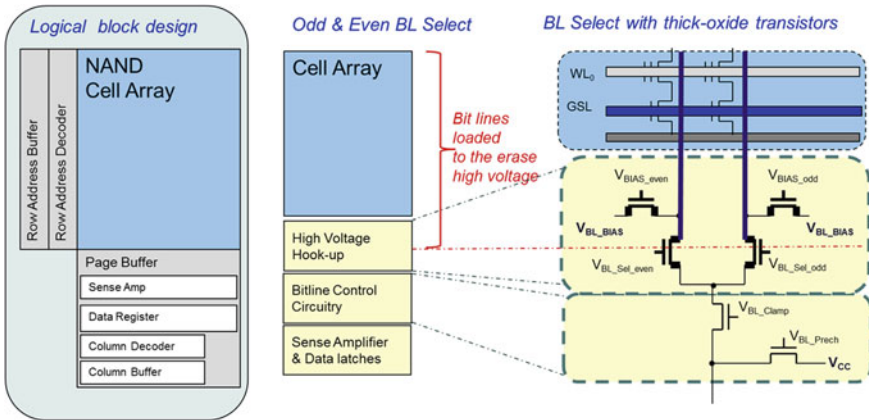 Logical block design
Row Address Buffer
Row Address Decoder
NAND
Cell Array
Page Buffer
Sense Amp
Data Register
Column Decoder
Column Buffer
Odd & Even BL Select
Cell Array
Bit lines
loaded
to the erase
high voltage
High Voltage
Hook-up
Bitline Control
Circuitry
Sense Amplifier
& Data latches
BL Select with thick-oxide transistors
WL0
GSL
VBIAS_even
VBIAS_odd
VBL_BIAS
VBL_BIAS
VBL_Sel_even
VBL_Sel_odd
VBL_Clamp
VBL_Prech
VCC